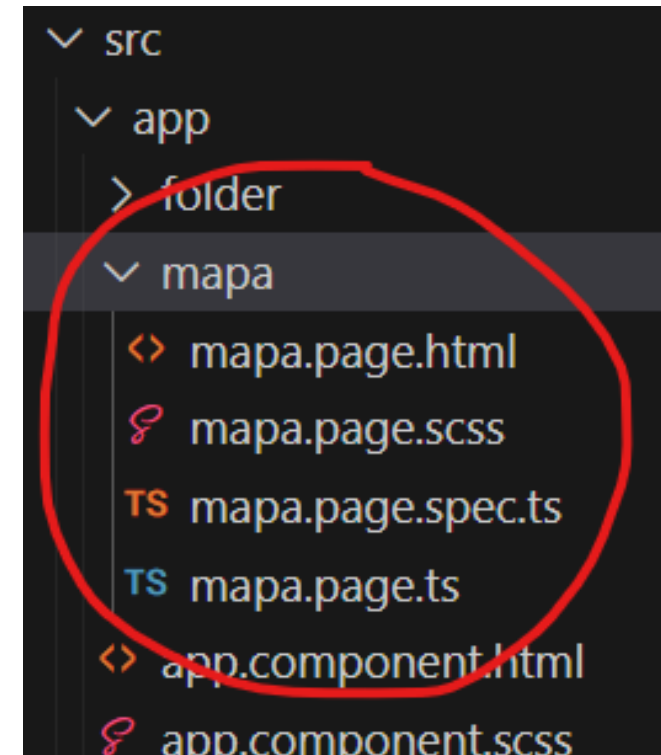 src
app
folder
mapa
<> mapa.page.html
mapa.page.scss
TS mapa.page.spec.ts
TS mapa.page.ts
<> app.component.html
app.component.scss